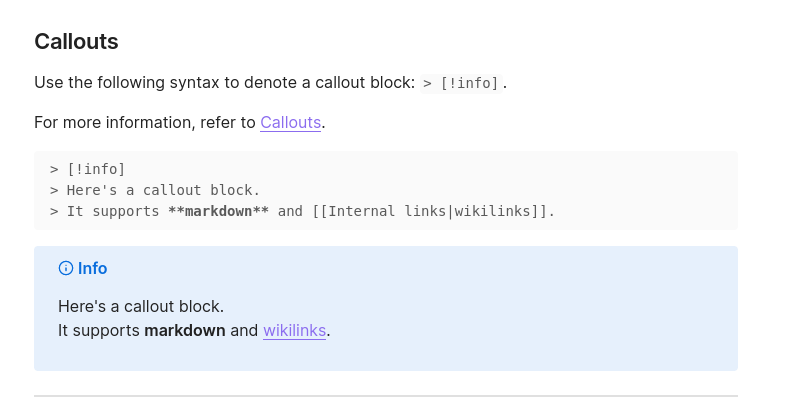 Callouts
Use the following syntax to denote a callout block: > [!info] .
For more information, refer to Callouts.
> [!info]
> Here's a callout block.
> It supports **markdown** and [[Internal links|wikilinks]].
Info
Here's a callout block.
It supports markdown and wikilinks.